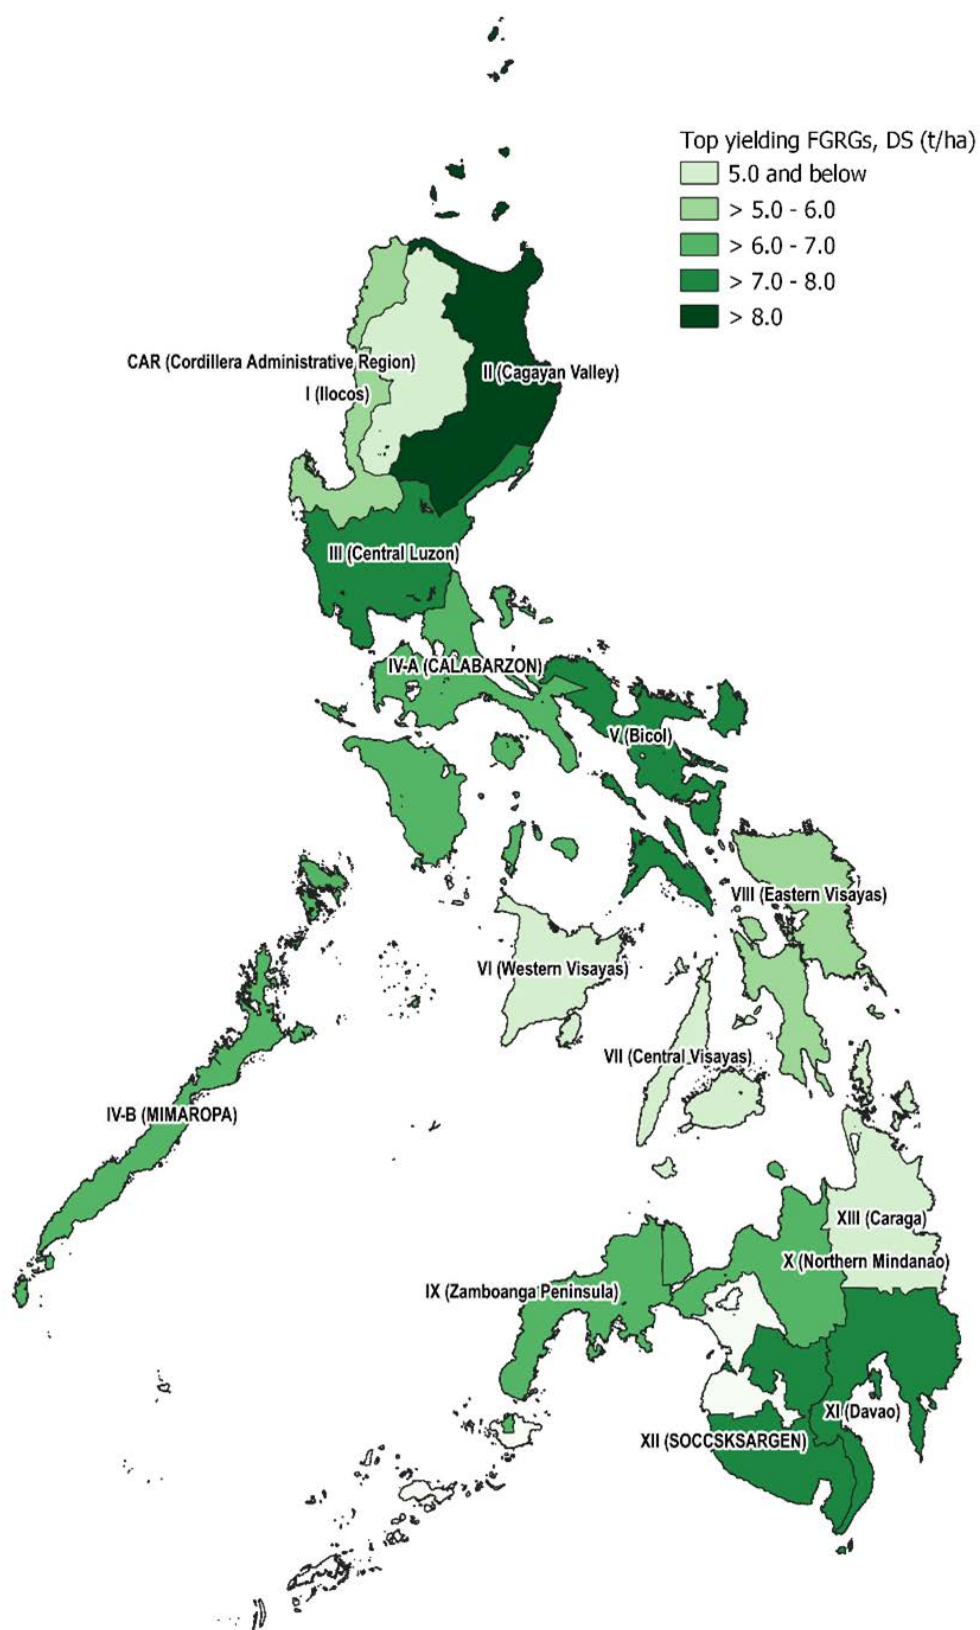 Top yielding FGRGs, DS (t/ha)
5.0 and below
> 5.0 - 6.0
> 6.0 - 7.0
> 7.0 - 8.0
> 8.0
CAR (Cordillera Administrative Region)
II (Cagayan Valley)
I (Ilocos)
III (Central Luzon)
IV-A (CALABARZON)
V (Bicol)
VIII (Eastern Visayas)
VI (Western Visayas)
VII (Central Visayas)
IV-B (MIMAROPA)
XIII (Caraga)
X (Northern Mindanao)
IX (Zamboanga Peninsula)
XI (Davao)
XII (SOCCSKSARGEN)